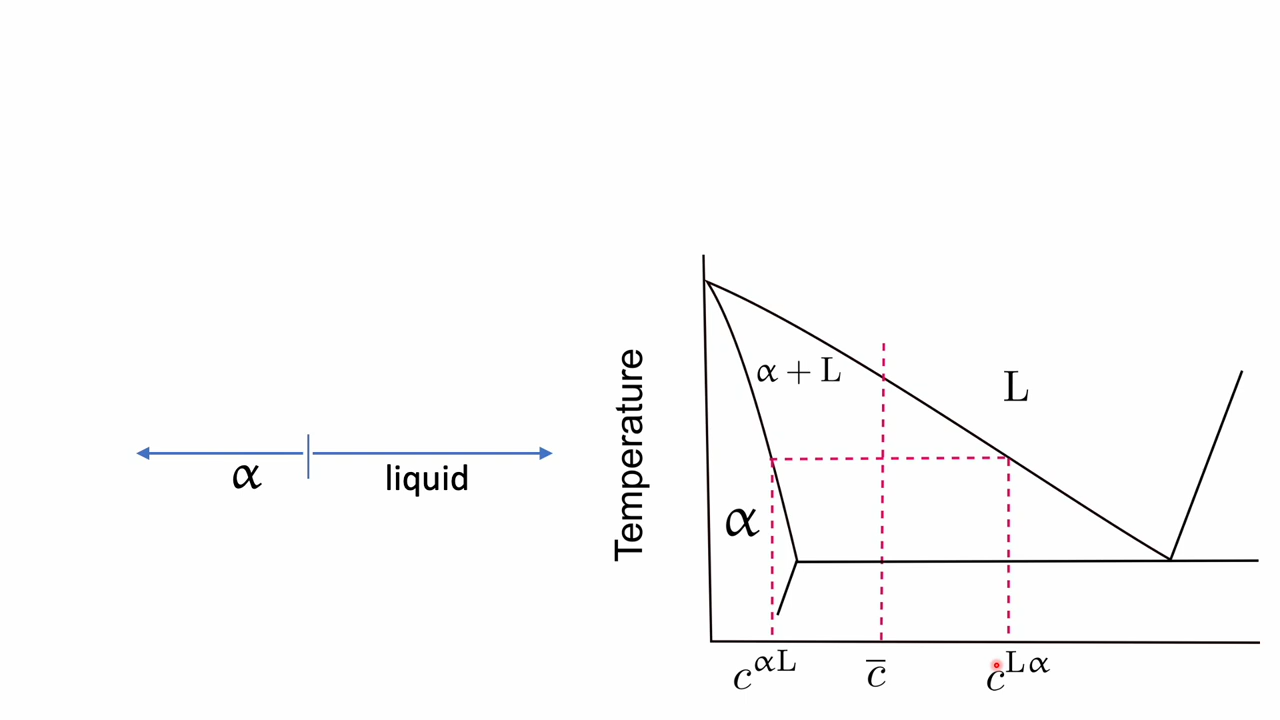 α
liquid
Temperature
α + L
L
α
c^{αL}
c̅
c^{Lα}